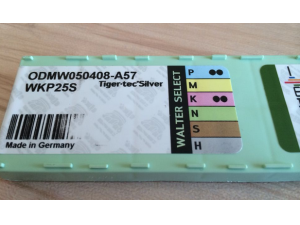 ODMW050408-A57
WKP25S Tiger·tec®Silver
Made in Germany
WALTER SELECT
P
M
K
N
S
H